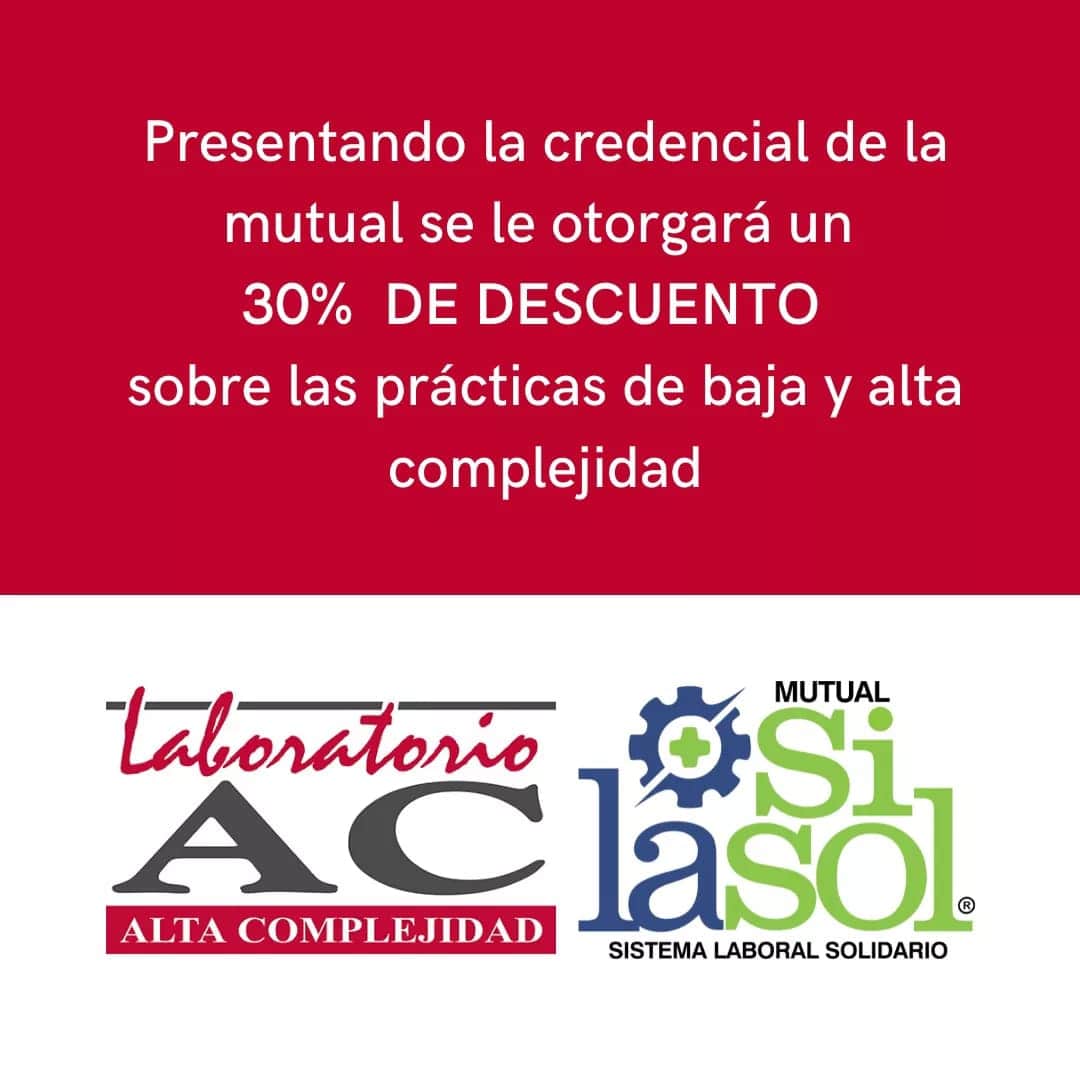 Presentando la credencial de la
mutual se le otorgará un
30% DE DESCUENTO
sobre las prácticas de baja y alta
complejidad
Laboratorio
AC
ALTA COMPLEJIDAD
MUTUAL
Si
lasol®
SISTEMA LABORAL SOLIDARIO